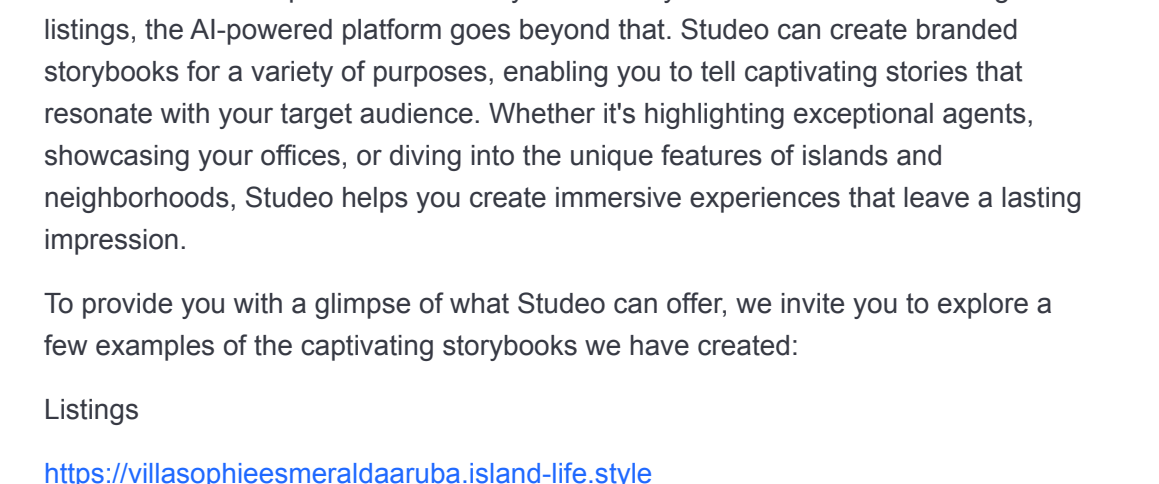 listings, the AI-powered platform goes beyond that. Studeo can create branded
storybooks for a variety of purposes, enabling you to tell captivating stories that
resonate with your target audience. Whether it's highlighting exceptional agents,
showcasing your offices, or diving into the unique features of islands and
neighborhoods, Studeo helps you create immersive experiences that leave a lasting
impression.
To provide you with a glimpse of what Studeo can offer, we invite you to explore a
few examples of the captivating storybooks we have created:
Listings
https://villasophieesmeraldaaruba.island-life.style